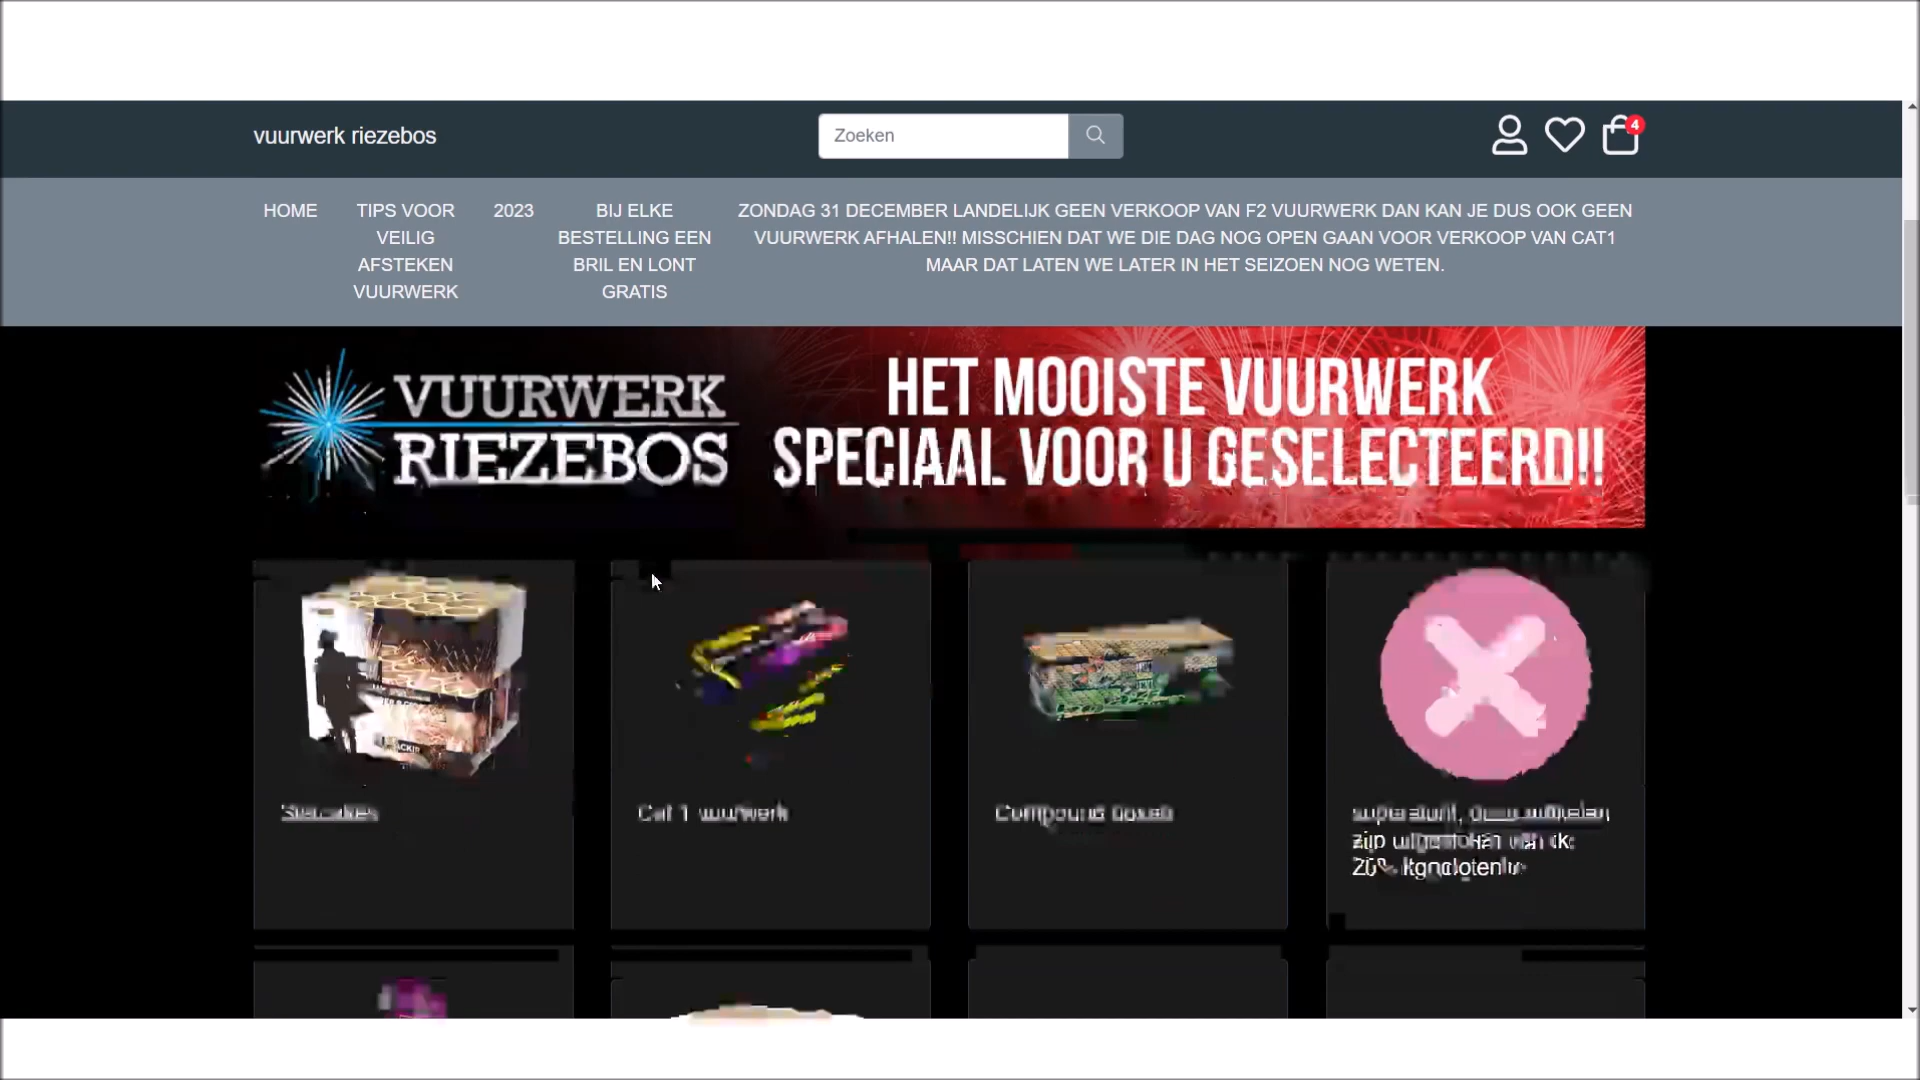 vuurwerk riezebos
Zoeken
4
HOME
TIPS VOOR
VEILIG
AFSTEKEN
VUURWERK
2023
BIJ ELKE
BESTELLING EEN
BRIL EN LONT
GRATIS
ZONDAG 31 DECEMBER LANDELIJK GEEN VERKOOP VAN F2 VUURWERK DAN KAN JE DUS OOK GEEN
VUURWERK AFHALEN!! MISSCHIEN DAT WE DIE DAG NOG OPEN GAAN VOOR VERKOOP VAN CAT1
MAAR DAT LATEN WE LATER IN HET SEIZOEN NOG WETEN.
VUURWERK
RIEZEBOS
HET MOOISTE VUURWERK
SPECIAAL VOOR U GESELECTEERD!!
Cat 1 vuurwerk
Compound boxen
zijn